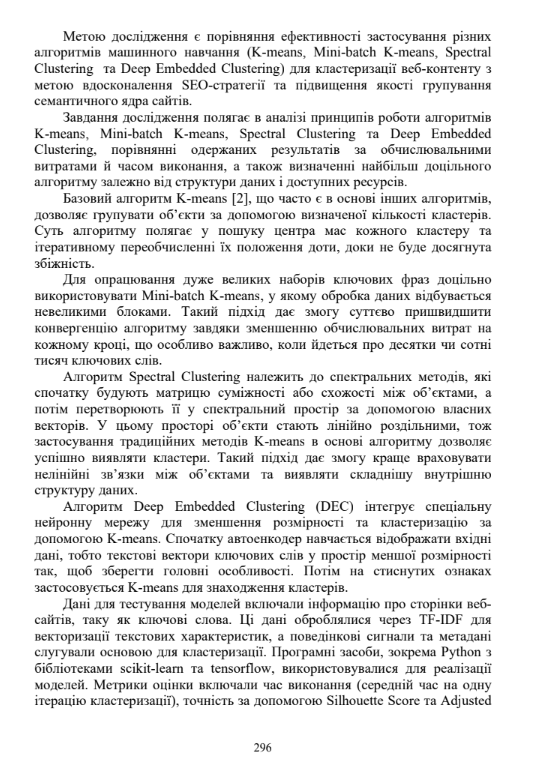 Метою дослідження є порівняння ефективності застосування різних
алгоритмів машинного навчання (K-means, Mini-batch K-means, Spectral
Clustering та Deep Embedded Clustering) для кластеризації веб-контенту з
метою вдосконалення SEO-стратегії та підвищення якості групування
семантичного ядра сайтів.
Завдання дослідження полягає в аналізі принципів роботи алгоритмів
K-means, Mini-batch K-means, Spectral Clustering та Deep Embedded
Clustering, порівнянні одержаних результатів за обчислювальними
витратами й часом виконання, а також визначенні найбільш доцільного
алгоритму залежно від структури даних і доступних ресурсів.
Базовий алгоритм K-means [2], що часто є в основі інших алгоритмів,
дозволяє групувати об’єкти за допомогою визначеної кількості кластерів.
Суть алгоритму полягає у пошуку центра мас кожного кластеру та
ітеративному переобчисленні їх положення доти, доки не буде досягнута
збіжність.
Для опрацювання дуже великих наборів ключових фраз доцільно
використовувати Mini-batch K-means, у якому обробка даних відбувається
невеликими блоками. Такий підхід дає змогу суттєво пришвидшити
конвергенцію алгоритму завдяки зменшенню обчислювальних витрат на
кожному кроці, що особливо важливо, коли йдеться про десятки чи сотні
тисяч ключових слів.
Алгоритм Spectral Clustering належить до спектральних методів, які
спочатку будують матрицю суміжності або схожості між об’єктами, а
потім перетворюють її у спектральний простір за допомогою власних
векторів. У цьому просторі об’єкти стають лінійно роздільними, тож
застосування традиційних методів K-means в основі алгоритму дозволяє
успішно виявляти кластери. Такий підхід дає змогу краще враховувати
нелінійні зв’язки між об’єктами та виявляти складнішу внутрішню
структуру даних.
Алгоритм Deep Embedded Clustering (DEC) інтегрує спеціальну
нейронну мережу для зменшення розмірності та кластеризацію за
допомогою K-means. Спочатку автоенкодер навчається відображати вхідні
дані, тобто текстові вектори ключових слів у простір меншої розмірності
так, щоб зберегти головні особливості. Потім на стиснутих ознаках
застосовується K-means для знаходження кластерів.
Дані для тестування моделей включали інформацію про сторінки веб-
сайтів, таку як ключові слова. Ці дані оброблялися через TF-IDF для
векторизації текстових характеристик, а поведінкові сигнали та метадані
слугували основою для кластеризації. Програмні засоби, зокрема Python з
бібліотеками scikit-learn та tensorflow, використовувалися для реалізації
моделей. Метрики оцінки включали час виконання (середній час на одну
ітерацію кластеризації), точність за допомогою Silhouette Score та Adjusted
296